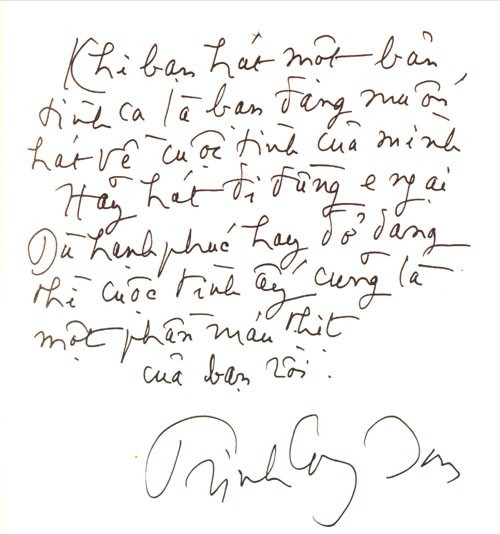 Khi bạn hát một bản
tình ca là bạn đang muốn
hát về cuộc tình của mình
Hãy hát đi đừng e ngại
Dù hạnh phúc hay dở dang
thì cuộc tình ấy cũng là
một phần máu thịt
của bạn rồi.
Trịnh Công Sơn